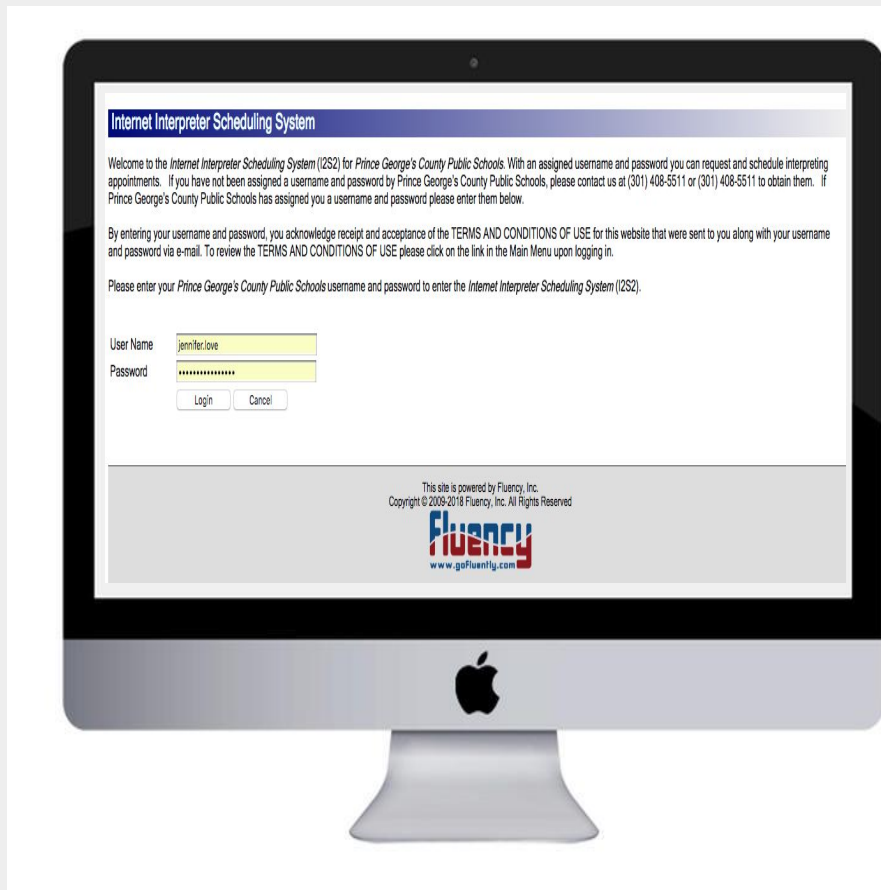 Internet Interpreter Scheduling System
Welcome to the Internet Interpreter Scheduling System (I2S2) for Prince George's County Public Schools. With an assigned username and password you can request and schedule interpreting
appointments. If you have not been assigned a username and password by Prince George's County Public Schools, please contact us at (301) 408-5511 or (301) 408-5511 to obtain them. If
Prince George's County Public Schools has assigned you a username and password please enter them below.
By entering your username and password, you acknowledge receipt and acceptance of the TERMS AND CONDITIONS OF USE for this website that were sent to you along with your username
and password via e-mail. To review the TERMS AND CONDITIONS OF USE please click on the link in the Main Menu upon logging in.
Please enter your Prince George's County Public Schools username and password to enter the Internet Interpreter Scheduling System (I2S2).
User Name jennifer.love
Password •••••••••••••••
Login Cancel
This site is powered by Fluency, Inc.
Copyright © 2009-2018 Fluency, Inc. All Rights Reserved
Fluency
www.goFluently.com